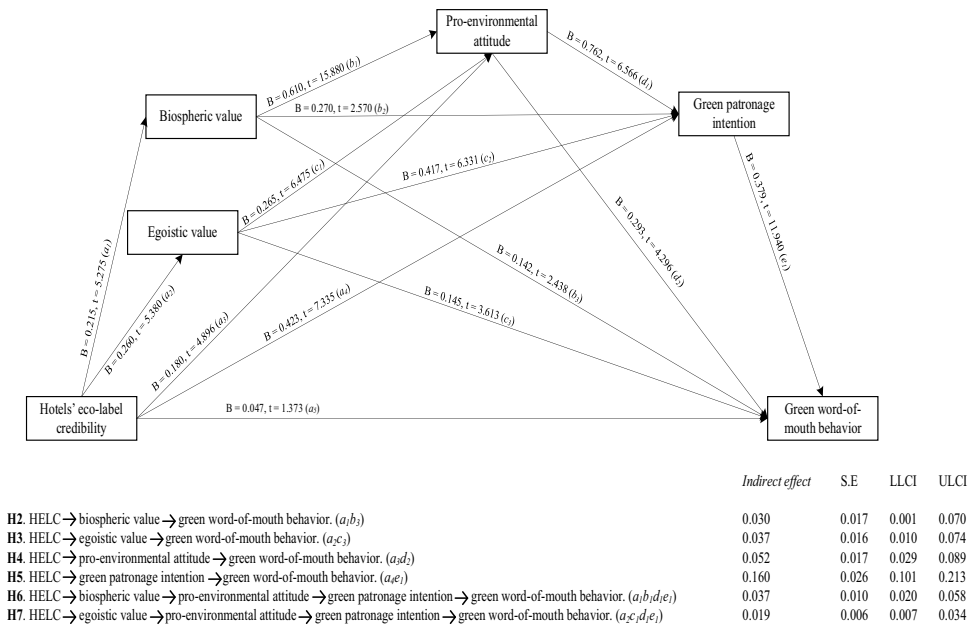 Pro-environmental
attitude
B = 0.762, t = 6.566 (d1)
B = 0.610, t = 15.880 (b1)
Biospheric value
B = 0.270, t = 2.570 (b2)
Green patronage
intention
B = 0.265, t = 6.475 (c1)
B = 0.417, t = 6.331 (c2)
Egoistic value
B = 0.379, t = 11.940 (e1)
B = 0.293, t = 4.296 (d2)
B = 0.215, t = 5.275 (a1)
B = 0.142, t = 2.438 (b3)
B = 0.260, t = 5.380 (a2)
B = 0.145, t = 3.613 (c3)
B = 0.180, t = 4.896 (a3)
B = 0.423, t = 7.335 (a4)
Hotels' eco-label
credibility
B = 0.047, t = 1.373 (a5)
Green word-of-
mouth behavior
Indirect effect S.E LLCI ULCI
H2. HELC → biospheric value → green word-of-mouth behavior. (a1b3) 0.030 0.017 0.001 0.070
H3. HELC → egoistic value → green word-of-mouth behavior. (a2c3) 0.037 0.016 0.010 0.074
H4. HELC → pro-environmental attitude → green word-of-mouth behavior. (a3d2) 0.052 0.017 0.029 0.089
H5. HELC → green patronage intention → green word-of-mouth behavior. (a4e1) 0.160 0.026 0.101 0.213
H6. HELC → biospheric value → pro-environmental attitude → green patronage intention → green word-of-mouth behavior. (a1b1d1e1) 0.037 0.010 0.020 0.058
H7. HELC → egoistic value → pro-environmental attitude → green patronage intention → green word-of-mouth behavior. (a2c1d1e1) 0.019 0.006 0.007 0.034